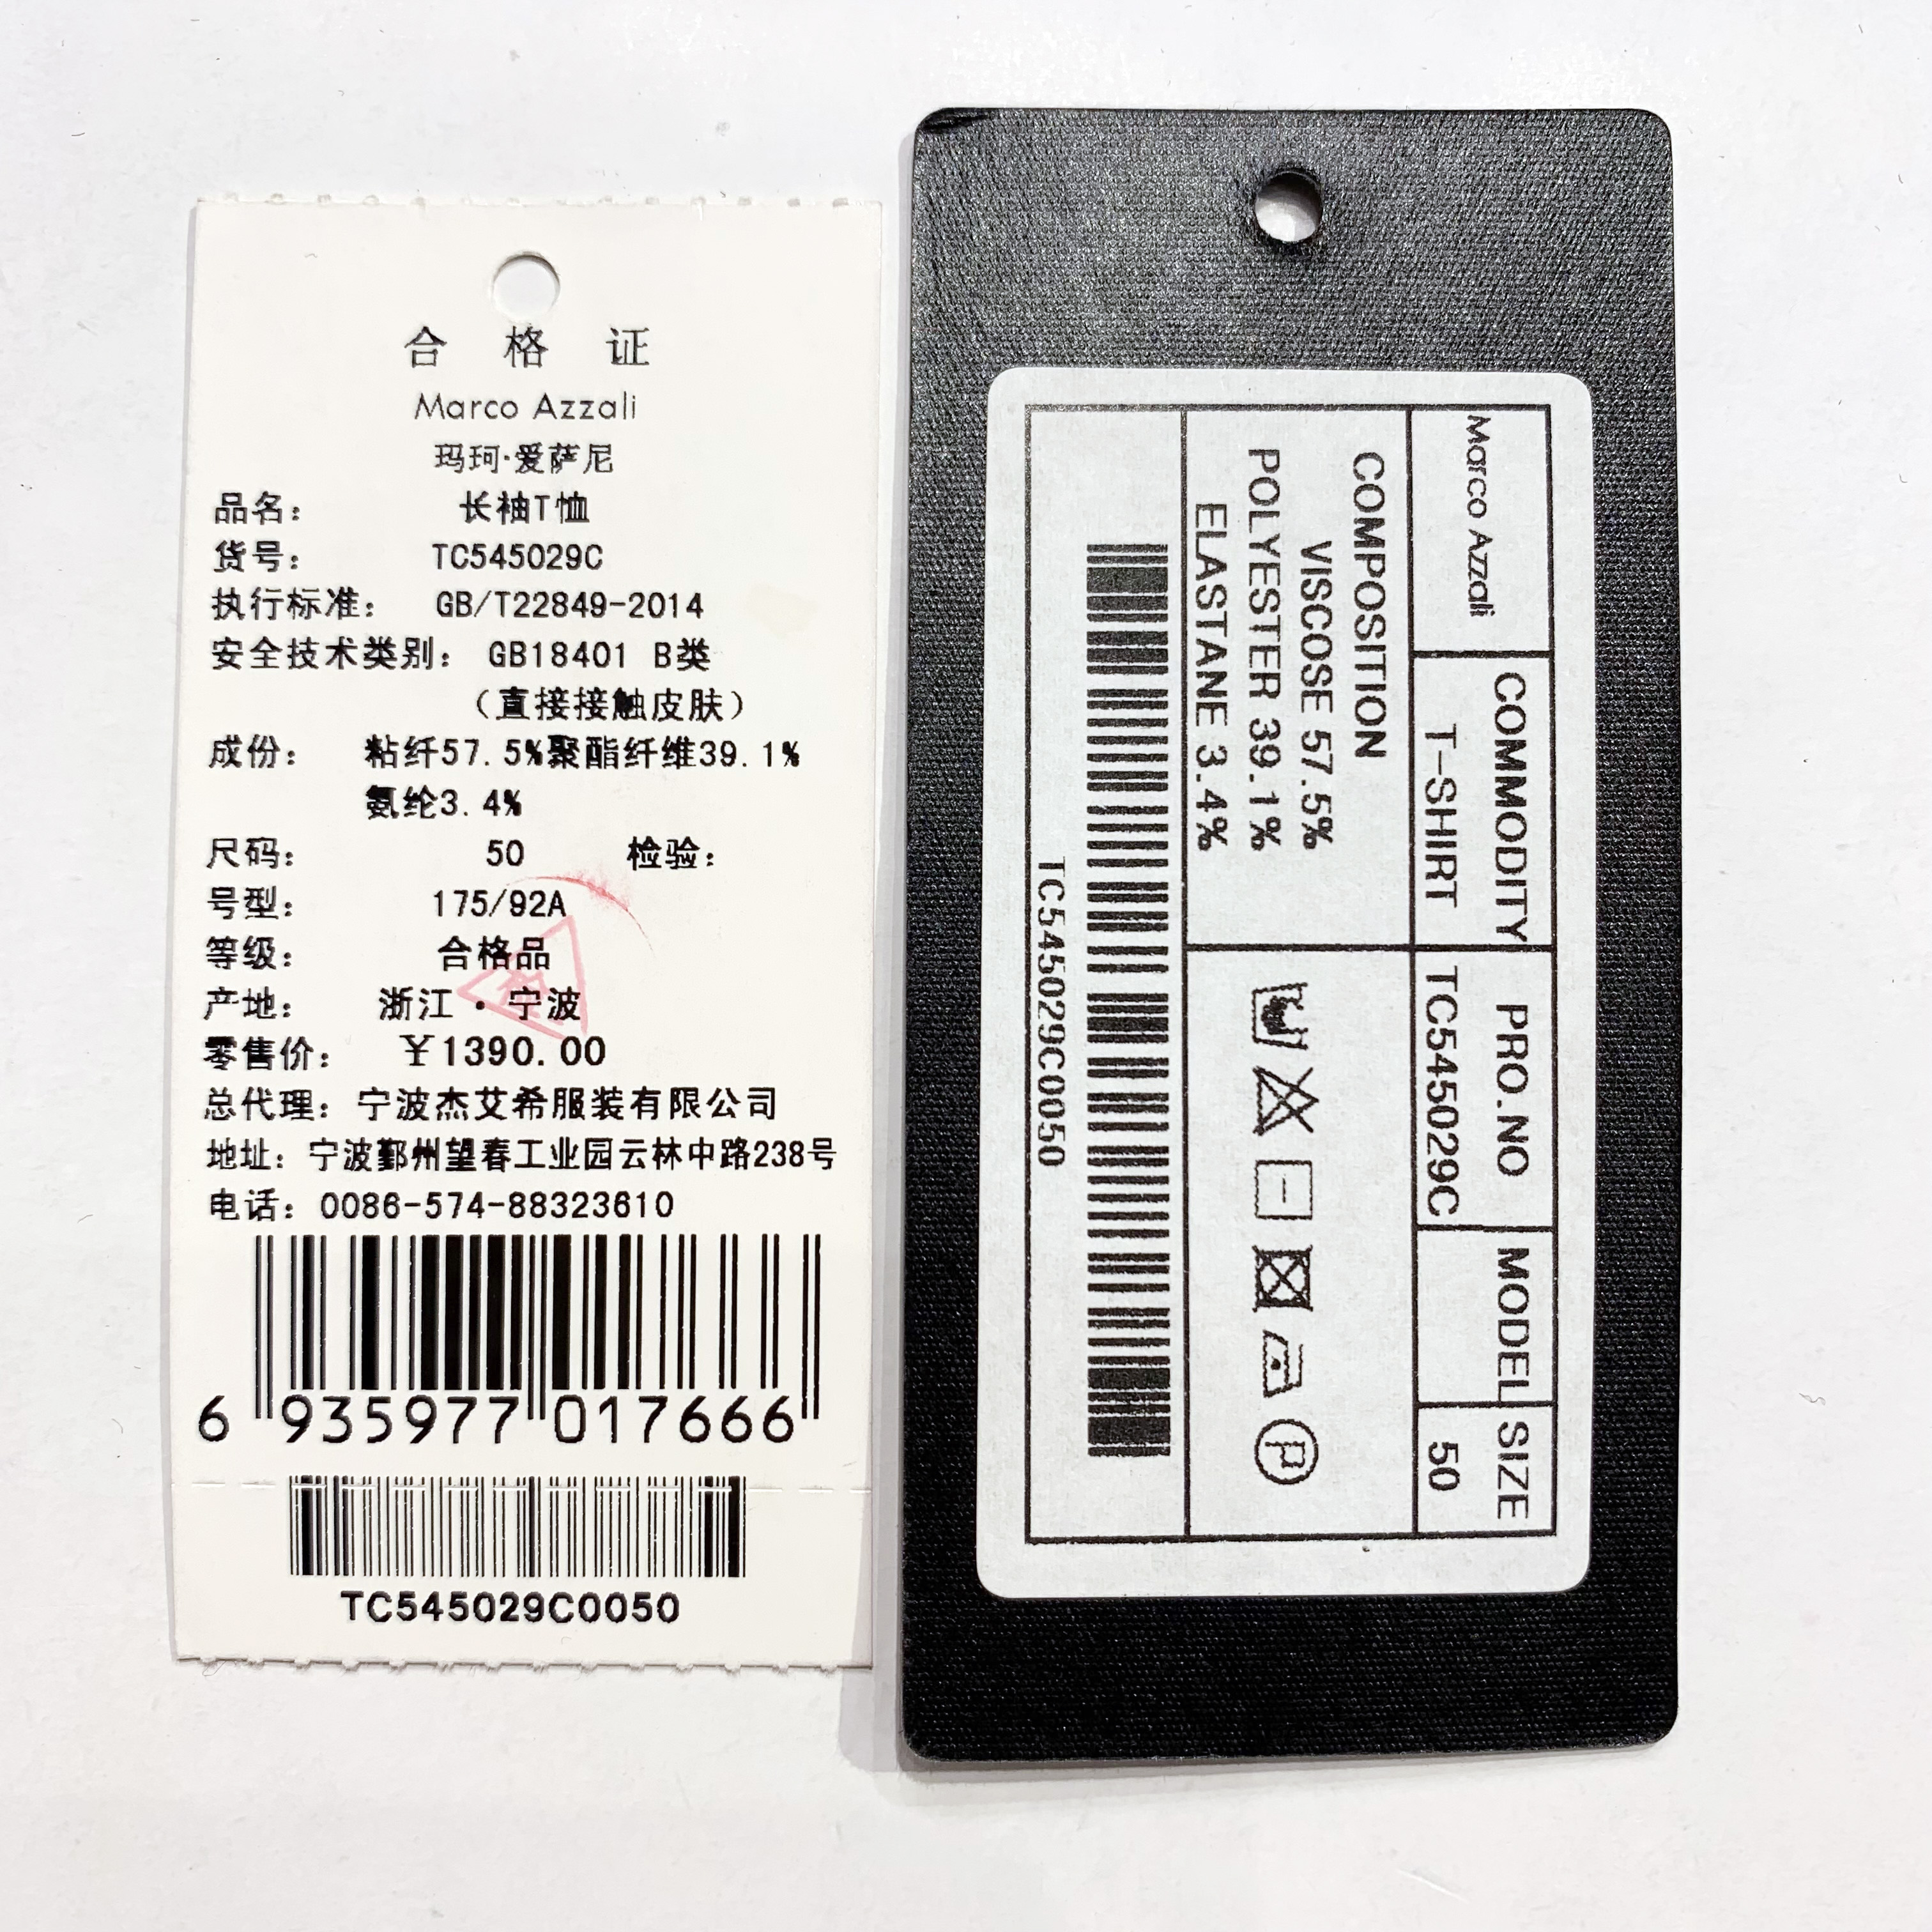 合 格 证
Marco Azzali
玛珂·爱萨尼
品名： 长袖T恤
货号： TC545029C
执行标准： GB/T22849-2014
安全技术类别： GB18401 B类
（直接接触皮肤）
成份： 粘纤57.5%聚酯纤维39.1%
氨纶3.4%
尺码： 50 检验：
号型： 175/92A
等级： 合格品
产地： 浙江·宁波
零售价： ￥1390.00
总代理： 宁波杰艾希服装有限公司
地址： 宁波鄞州望春工业园云林中路238号
电话： 0086-574-88323610
6 935977 017666
TC545029C0050
Marco Azzali
COMMODITY
T-SHIRT
PRO.NO
TC545029C
MODEL
SIZE
50
COMPOSITION
VISCOSE 57.5%
POLYESTER 39.1%
ELASTANE 3.4%
P
TC545029C0050